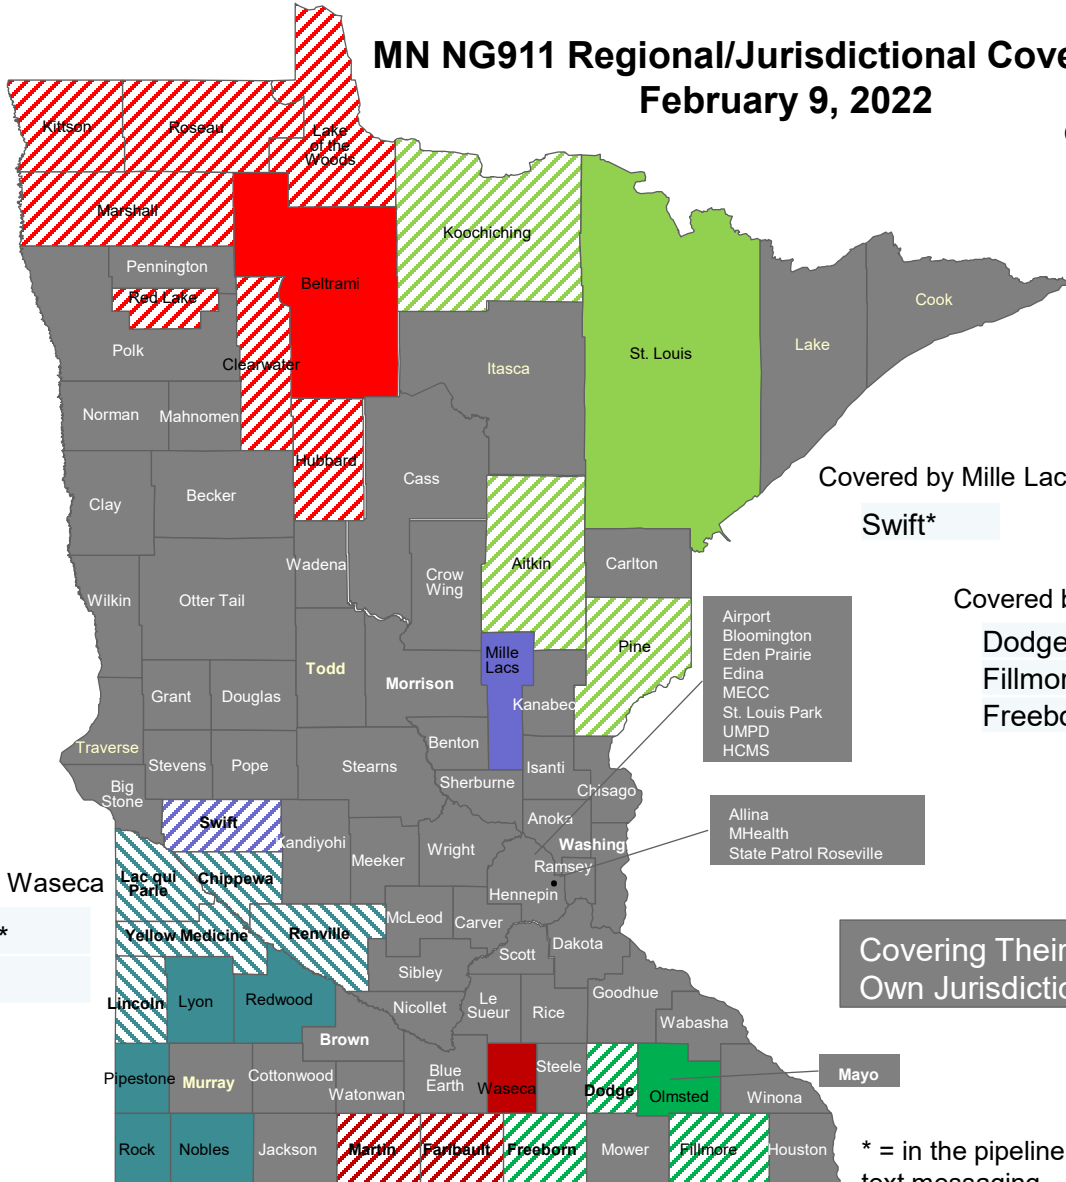 MN NG911 Regional/Jurisdictional Cove
February 9, 2022
Kittson
Roseau
Lake
of the
Woods
Marshall
Koochiching
Pennington
Beltrami
Red Lake
Cook
Polk
Lake
St. Louis
Clearwater
Itasca
Norman
Mahnomen
Hubbard
Cass
Covered by Mille Lac
Becker
Clay
Swift*
Wadena
Aitkin
Carlton
Crow
Wing
Wilkin
Otter Tail
Covered b
Airport
Bloomington
Eden Prairie
Edina
MECC
St. Louis Park
UMPD
HCMS
Dodge
Fillmor
Freebo
Pine
Mille
Lacs
Todd
Morrison
Grant
Douglas
Kanabec
Traverse
Benton
Stevens
Pope
Stearns
Isanti
Sherburne
Chisago
Big
Stone
Anoka
Swift
Allina
MHealth
State Patrol Roseville
Kandiyohi
Washing
Wright
Meeker
Ramsey
Waseca
Lac qui
Parle
Chippewa
Hennepin
McLeod
Carver
*
Yellow Medicine
Renville
Dakota
Scott
Covering Their
Own Jurisdictio
Sibley
Lincoln
Lyon
Redwood
Goodhue
Nicollet
Le
Sueur
Rice
Wabasha
Brown
Steele
Pipestone
Murray
Cottonwood
Blue
Earth
Waseca
Mayo
Watonwan
Dodge
Olmsted
Winona
Rock
Nobles
Jackson
Martin
Faribault
Freeborn
Mower
Fillmore
Houston
* = in the pipeline
text messaging